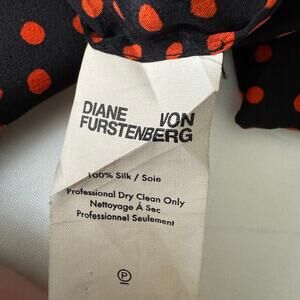 DIANE VON
FURSTENBERG
100% Silk / Soie
Professional Dry Clean Only
Nettoyage À Sec
Professionnel Seulement
P